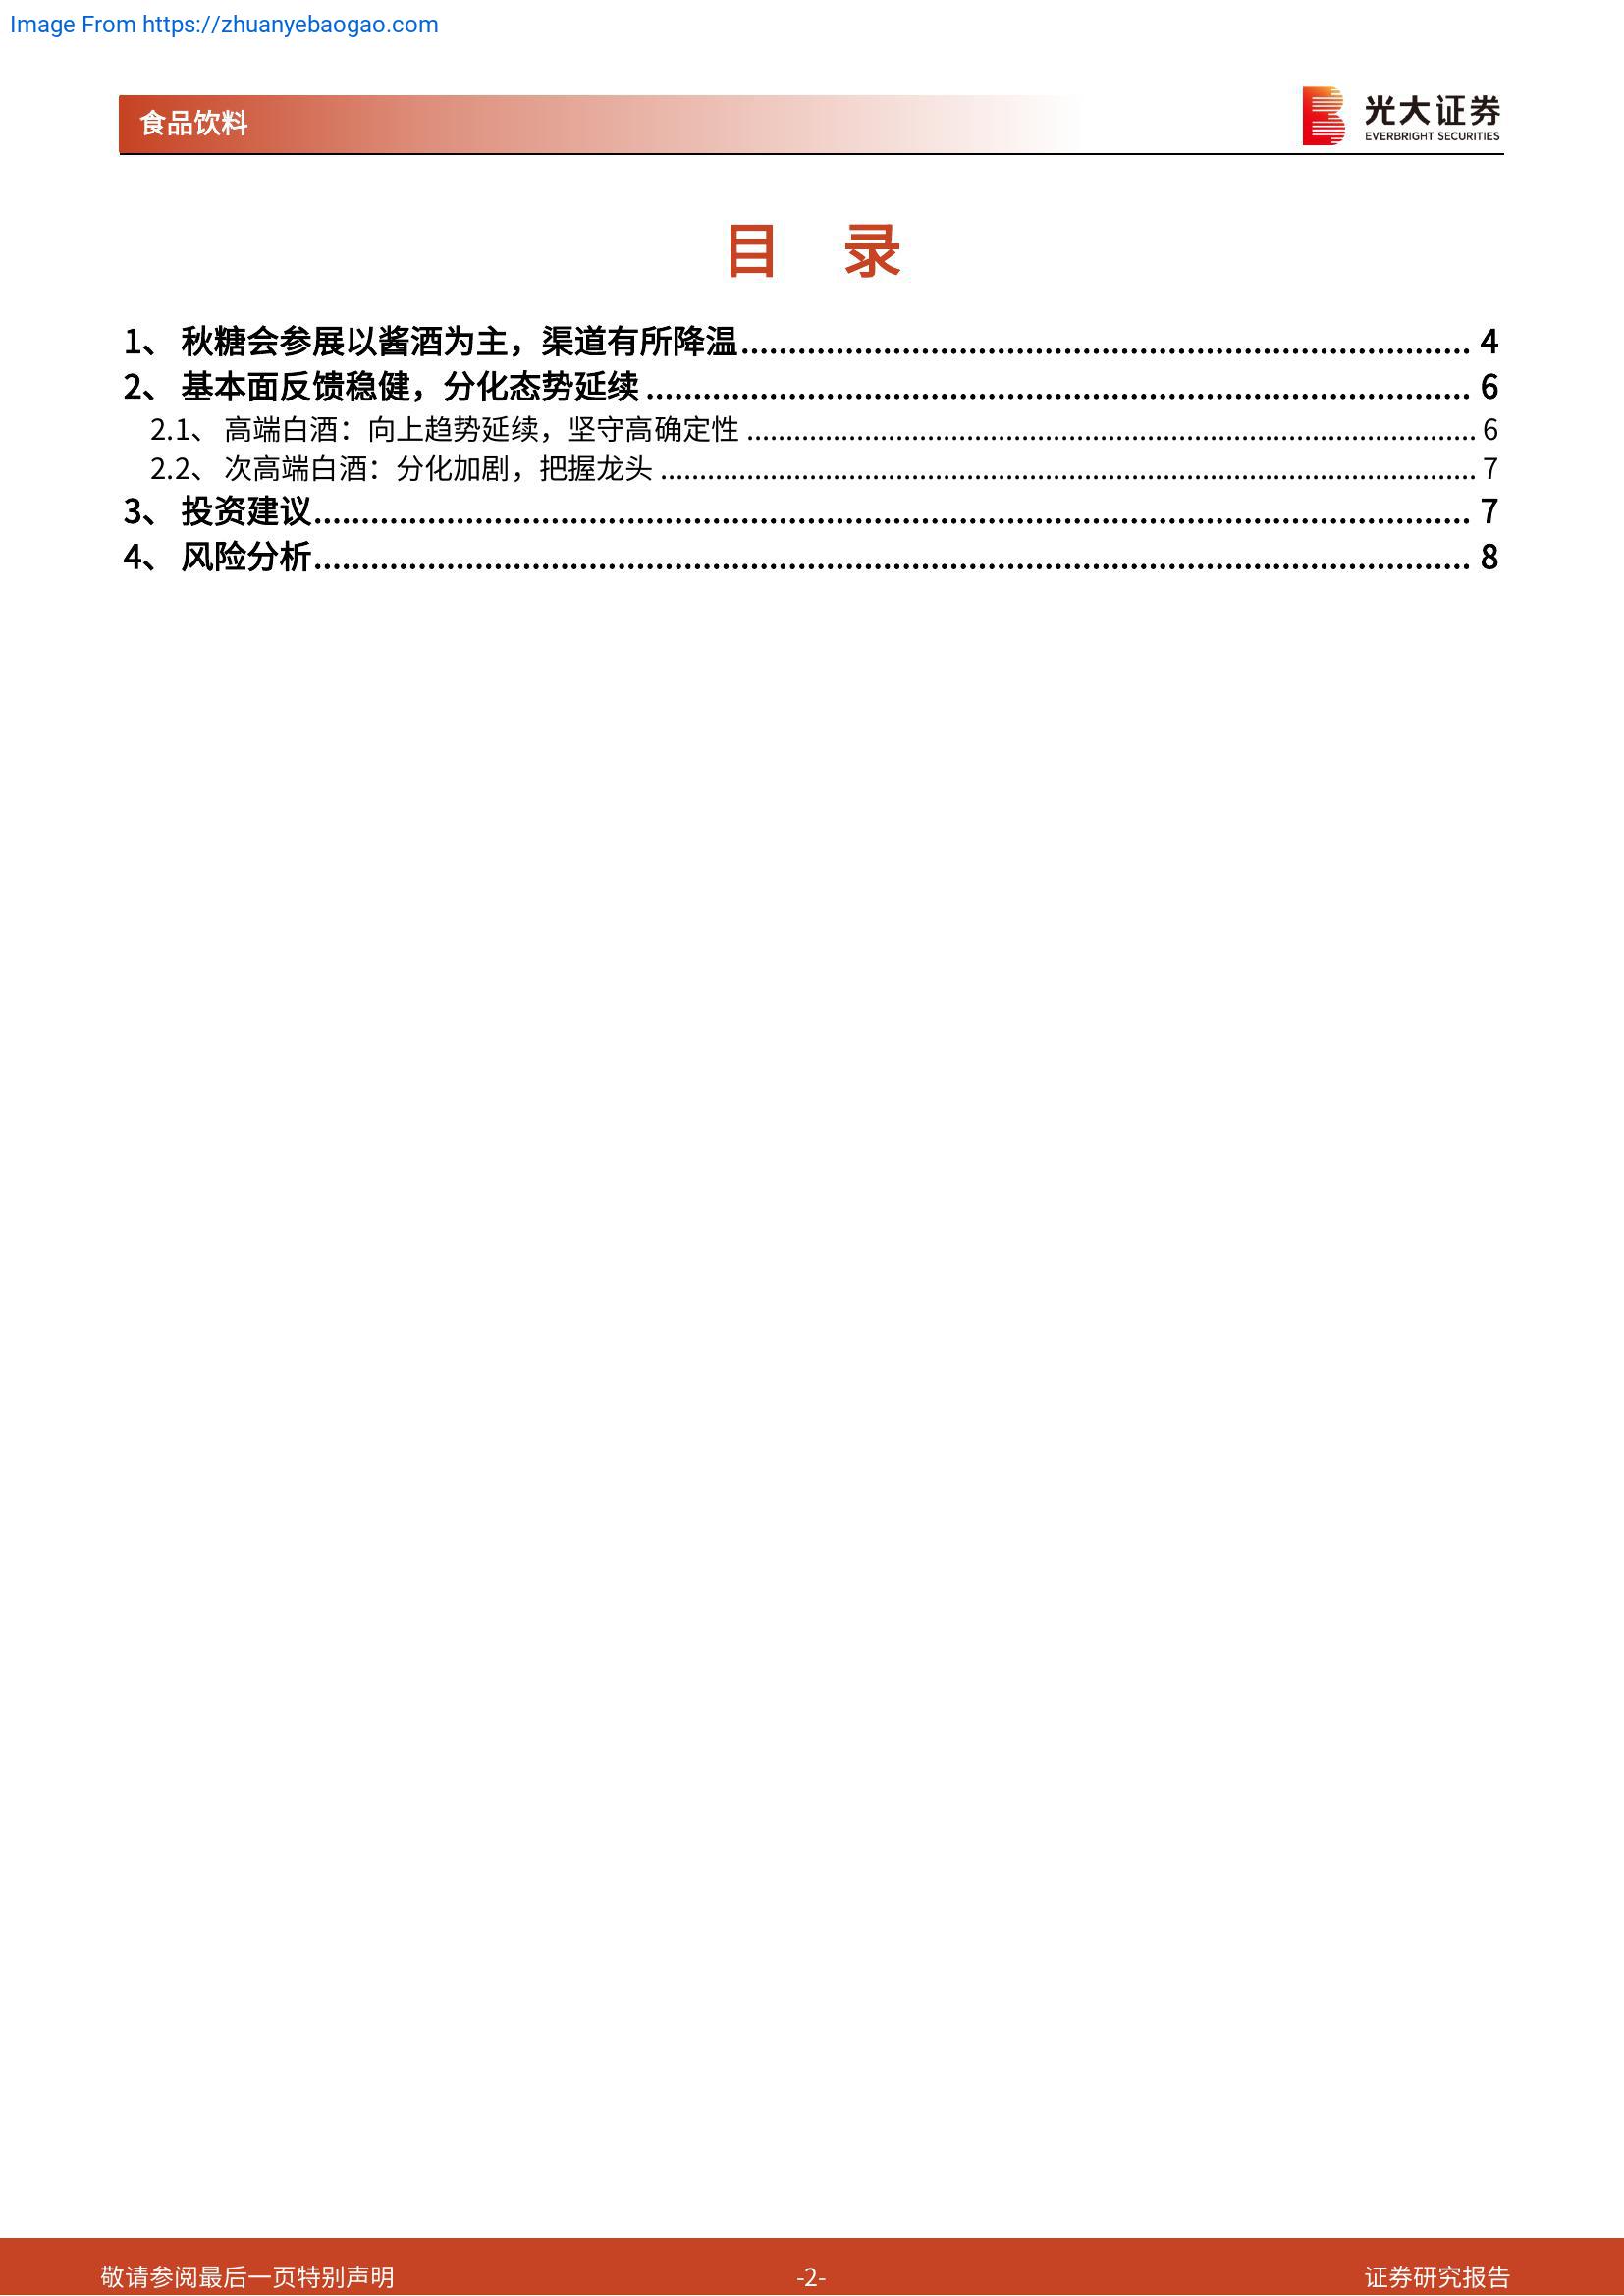 Image From https://zhuanyebaogao.com
食品饮料
光大证券
EVERBRIGHT SECURITIES
目 录
1、 秋糖会参展以酱酒为主，渠道有所降温 4
2、 基本面反馈稳健，分化态势延续 6
2.1、 高端白酒：向上趋势延续，坚守高确定性 6
2.2、 次高端白酒：分化加剧，把握龙头 7
3、 投资建议 7
4、 风险分析 8
敬请参阅最后一页特别声明
-2-
证券研究报告